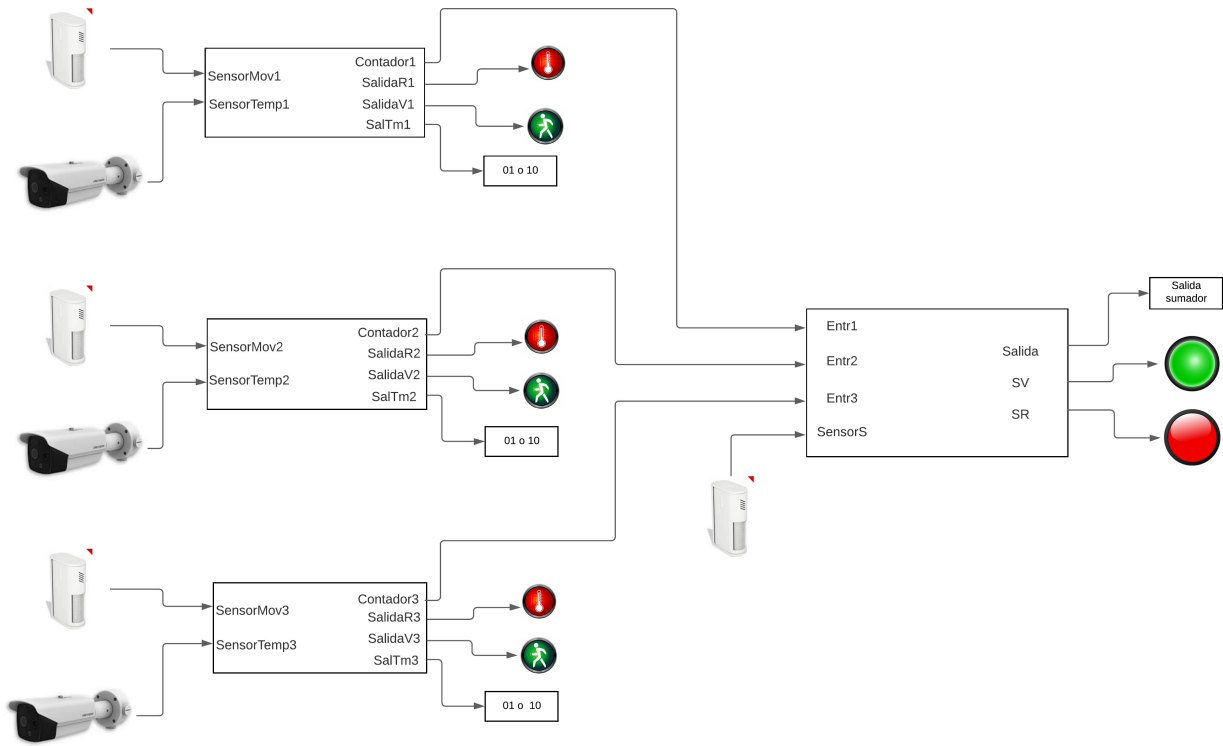 SensorMov1
SensorTemp1
Contador1
SalidaR1
SalidaV1
SalTm1
01 o 10
SensorMov2
SensorTemp2
Contador2
SalidaR2
SalidaV2
SalTm2
01 o 10
SensorMov3
SensorTemp3
Contador3
SalidaR3
SalidaV3
SalTm3
01 o 10
Entr1
Entr2
Entr3
SensorS
Salida
SV
SR
Salida
sumador